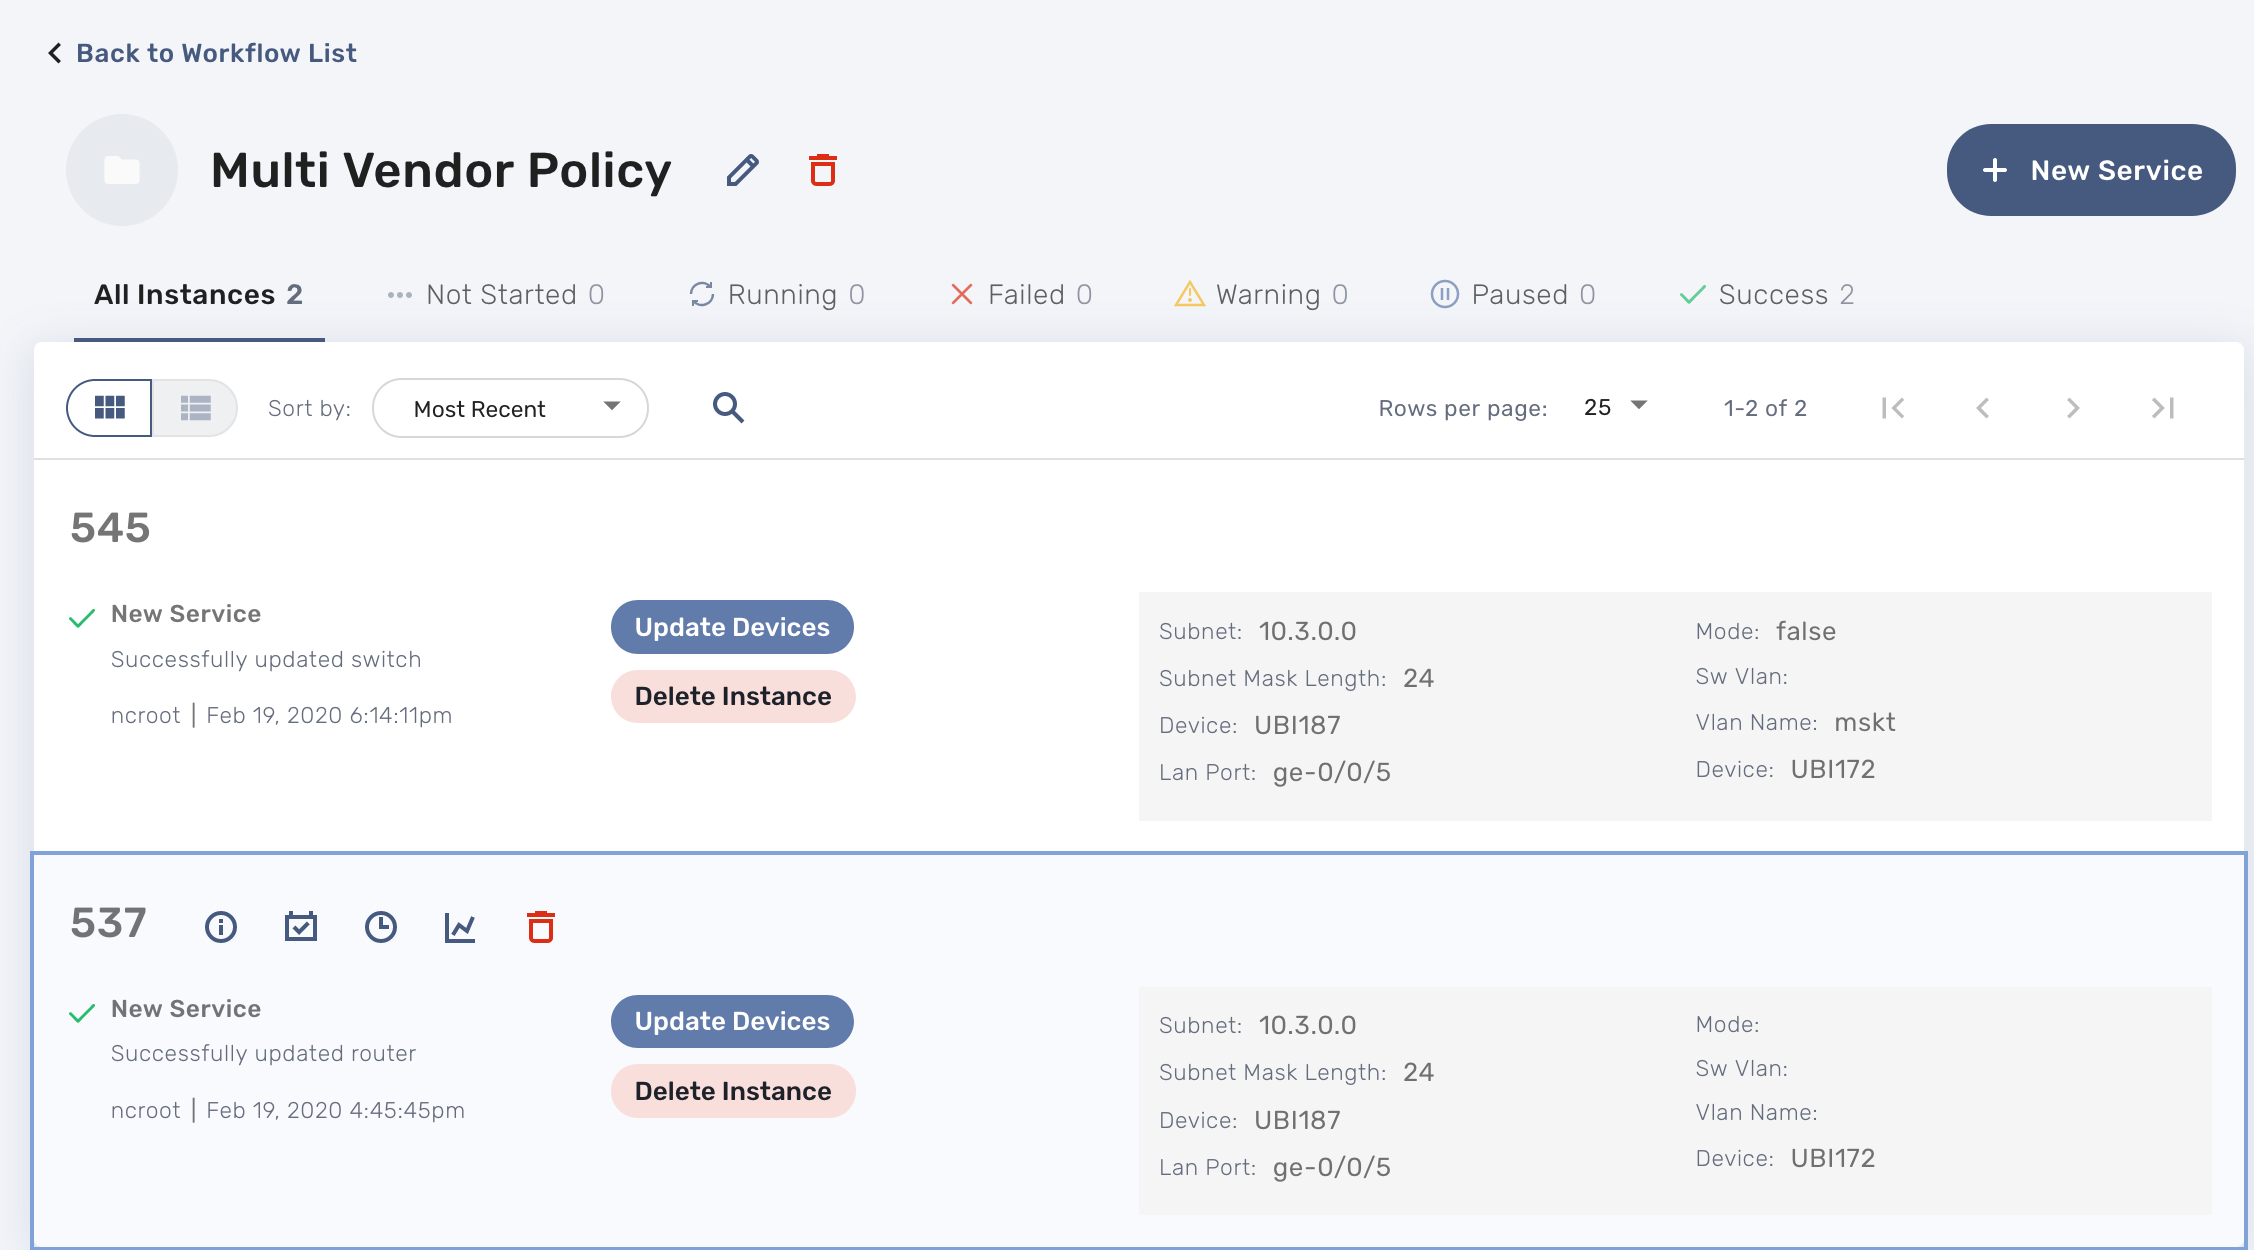 Back to Workflow List
Multi Vendor Policy
+ New Service
All Instances 2
Not Started 0
Running 0
Failed 0
Warning 0
Paused 0
Success 2
Sort by:
Most Recent
Rows per page: 25
1-2 of 2
545
New Service
Successfully updated switch
ncroot | Feb 19, 2020 6:14:11pm
Update Devices
Delete Instance
Subnet: 10.3.0.0
Subnet Mask Length: 24
Device: UBI187
Lan Port: ge-0/0/5
Mode: false
Sw Vlan:
Vlan Name: mskt
Device: UBI172
537
New Service
Successfully updated router
ncroot | Feb 19, 2020 4:45:45pm
Update Devices
Delete Instance
Subnet: 10.3.0.0
Subnet Mask Length: 24
Device: UBI187
Lan Port: ge-0/0/5
Mode:
Sw Vlan:
Vlan Name:
Device: UBI172